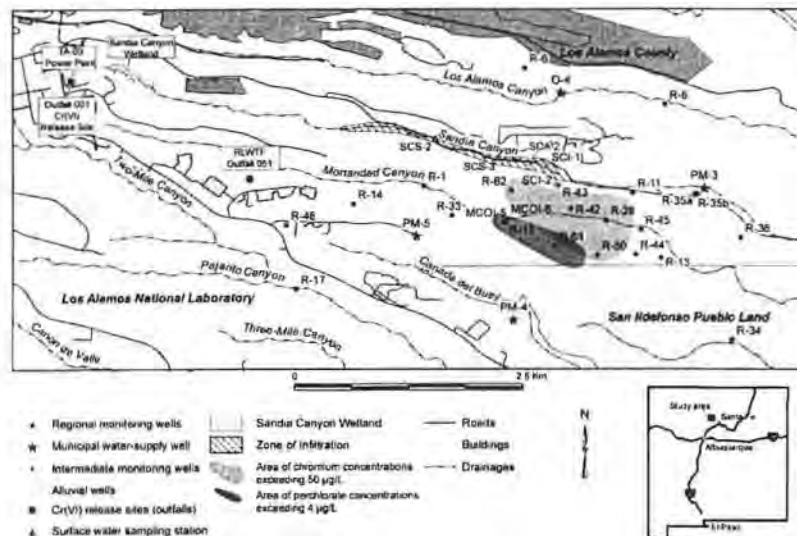 TA-03
Power Plant
Sandia Canyon
Wetland
Outfall 001
Cr(VI)
Release Site
RLWTF
Outfall 051
Los Alamos County
Los Alamos Canyon
R-6
O-4
R-8
Sandia Canyon
SCS-2
SCS-3
SCI-1
SCI-2
Mortandad Canyon
R-1
R-62
R-43
R-11
PM-3
R-35a
R-35b
Two-Mile Canyon
R-14
R-33
MCOI-5
MCOI-6
R-42
R-28
R-45
R-36
R-46
PM-5
R-15
R-61
R-50
R-44
R-13
Pajarito Canyon
R-17
Canada del Buey
Los Alamos National Laboratory
PM-4
San Ildefonso Pueblo Land
Three-Mile Canyon
R-34
Canon de Valle
0
2.5 Km
Regional monitoring wells
Municipal water-supply well
Intermediate monitoring wells
Alluvial wells
Cr(VI) release sites (outfalls)
Surface water sampling station
Sandia Canyon Wetland
Zone of infiltration
Area of chromium concentrations
exceeding 50 µg/L
Area of perchlorate concentrations
exceeding 4 µg/L
Roads
Buildings
Drainages
N
Study area
Santa Fe
Albuquerque
El Paso